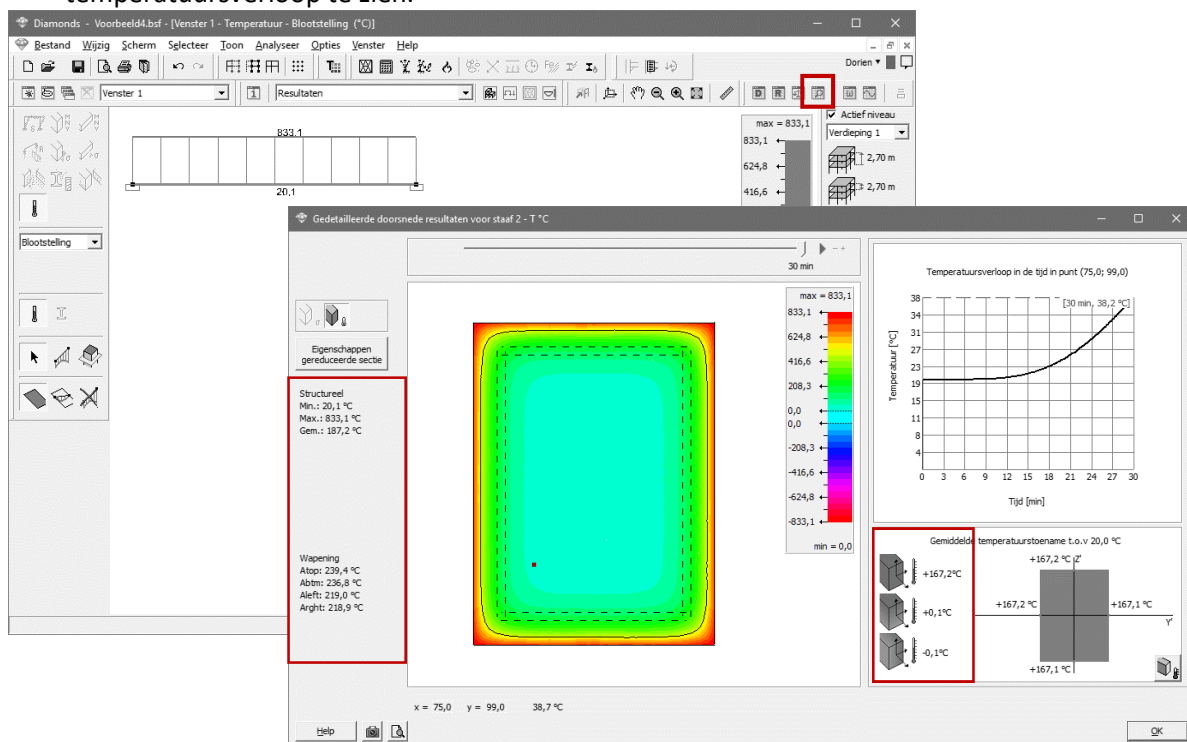 temperatuursverloop te zien.
Diamonds - Voorbeeld4.bsf - [Venster 1 - Temperatuur - Blootstelling (°C)]
Bestand Wijzig Scherm Selecteer Toon Analyseer Opties Venster Help
Dorien
Venster 1
Resultaten
833,1
20,1
max = 833,1
833,1
624,8
416,6
Actief niveau
Verdieping 1
2,70 m
2,70 m
Blootstelling
Gedetailleerde doorsnede resultaten voor staaf 2 - T °C
30 min
Eigenschappen
gereduceerde sectie
Structureel
Min.: 20,1 °C
Max.: 833,1 °C
Gem.: 187,2 °C
Wapening
Atop: 239,4 °C
Abtm: 236,8 °C
Aleft: 219,0 °C
Arght: 218,9 °C
max = 833,1
833,1
624,8
416,6
208,3
0,0
0,0
-208,3
-416,6
-624,8
-833,1
min = 0,0
Temperatuursverloop in de tijd in punt (75,0; 99,0)
[30 min, 38,2 °C]
Temperatuur [°C]
38
34
31
27
23
19
15
11
8
4
0 3 6 9 12 15 18 21 24 27 30
Tijd [min]
Gemiddelde temperatuurstoename t.o.v 20,0 °C
+167,2°C
+0,1°C
-0,1°C
+167,2 °C Z'
+167,2 °C
+167,1 °C
Y'
+167,1 °C
x = 75,0 y = 99,0 38,7 °C
Help
OK